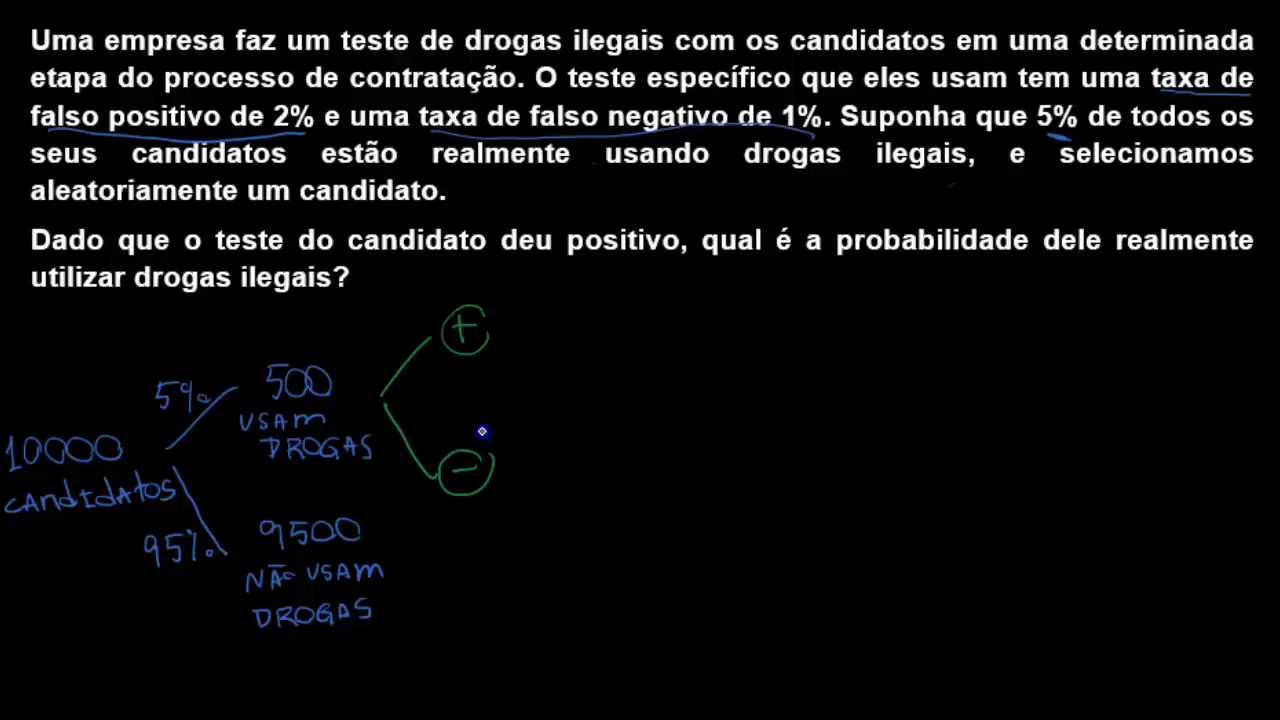 Uma empresa faz um teste de drogas ilegais com os candidatos em uma determinada
etapa do processo de contratação. O teste específico que eles usam tem uma taxa de
falso positivo de 2% e uma taxa de falso negativo de 1%. Suponha que 5% de todos os
seus candidatos estão realmente usando drogas ilegais, e selecionamos
aleatoriamente um candidato.
Dado que o teste do candidato deu positivo, qual é a probabilidade dele realmente
utilizar drogas ilegais?
+
5%
500
USAM
DROGAS
10000
CANDIDATOS
−
95%
9500
NÃO USAM
DROGAS